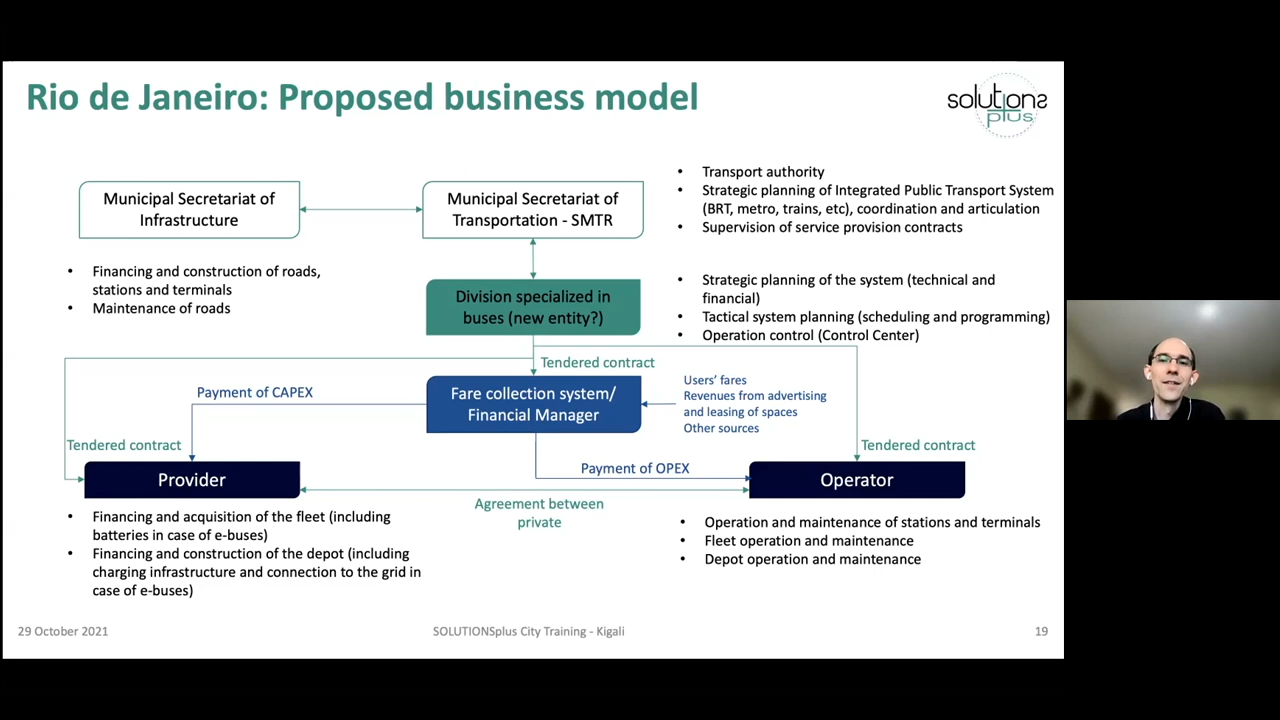 Rio de Janeiro: Proposed business model
solutions
plus
Municipal Secretariat of
Infrastructure
Municipal Secretariat of
Transportation - SMTR
• Transport authority
• Strategic planning of Integrated Public Transport System
(BRT, metro, trains, etc), coordination and articulation
• Supervision of service provision contracts
• Financing and construction of roads,
stations and terminals
• Maintenance of roads
Division specialized in
buses (new entity?)
• Strategic planning of the system (technical and
financial)
• Tactical system planning (scheduling and programming)
• Operation control (Control Center)
Tendered contract
Payment of CAPEX
Fare collection system/
Financial Manager
Users' fares
Revenues from advertising
and leasing of spaces
Other sources
Tendered contract
Tendered contract
Payment of OPEX
Provider
Operator
Agreement between
private
• Financing and acquisition of the fleet (including
batteries in case of e-buses)
• Financing and construction of the depot (including
charging infrastructure and connection to the grid in
case of e-buses)
• Operation and maintenance of stations and terminals
• Fleet operation and maintenance
• Depot operation and maintenance
29 October 2021
SOLUTIONSplus City Training - Kigali
19